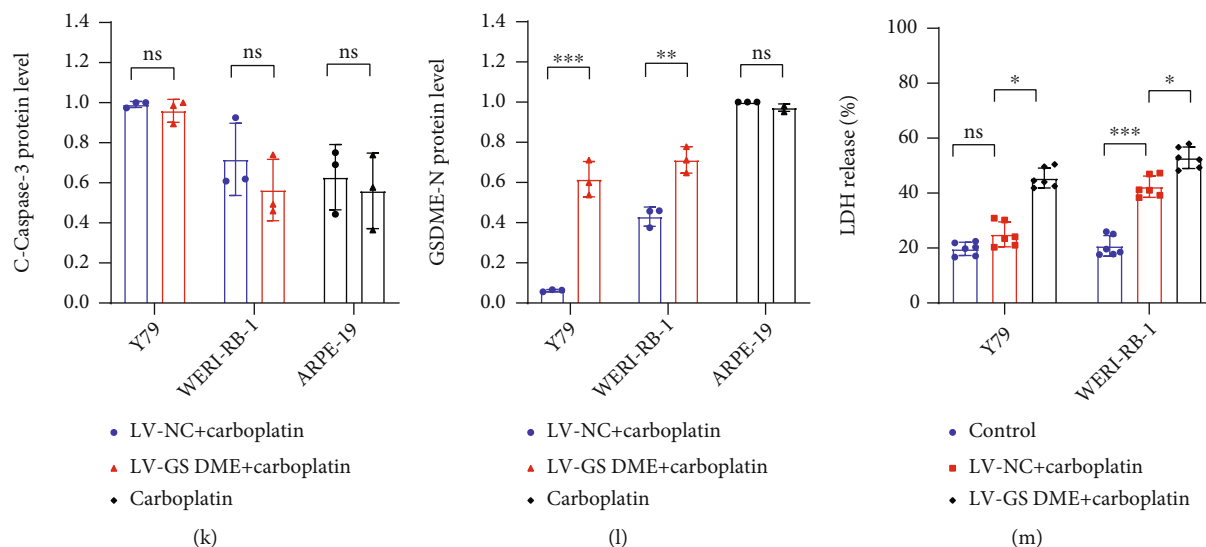 C-Caspase-3 protein level
1.4
1.2
1.0
0.8
0.6
0.4
0.2
0.0
ns
ns
ns
Y79
WERI-RB-1
ARPE-19
LV-NC+carboplatin
LV-GS DME+carboplatin
Carboplatin
(k)
GSDME-N protein level
1.4
1.2
1.0
0.8
0.6
0.4
0.2
0.0
***
**
ns
Y79
WERI-RB-1
ARPE-19
LV-NC+carboplatin
LV-GS DME+carboplatin
Carboplatin
(l)
LDH release (%)
100
80
60
40
20
0
ns
*
***
*
Y79
WERI-RB-1
Control
LV-NC+carboplatin
LV-GS DME+carboplatin
(m)